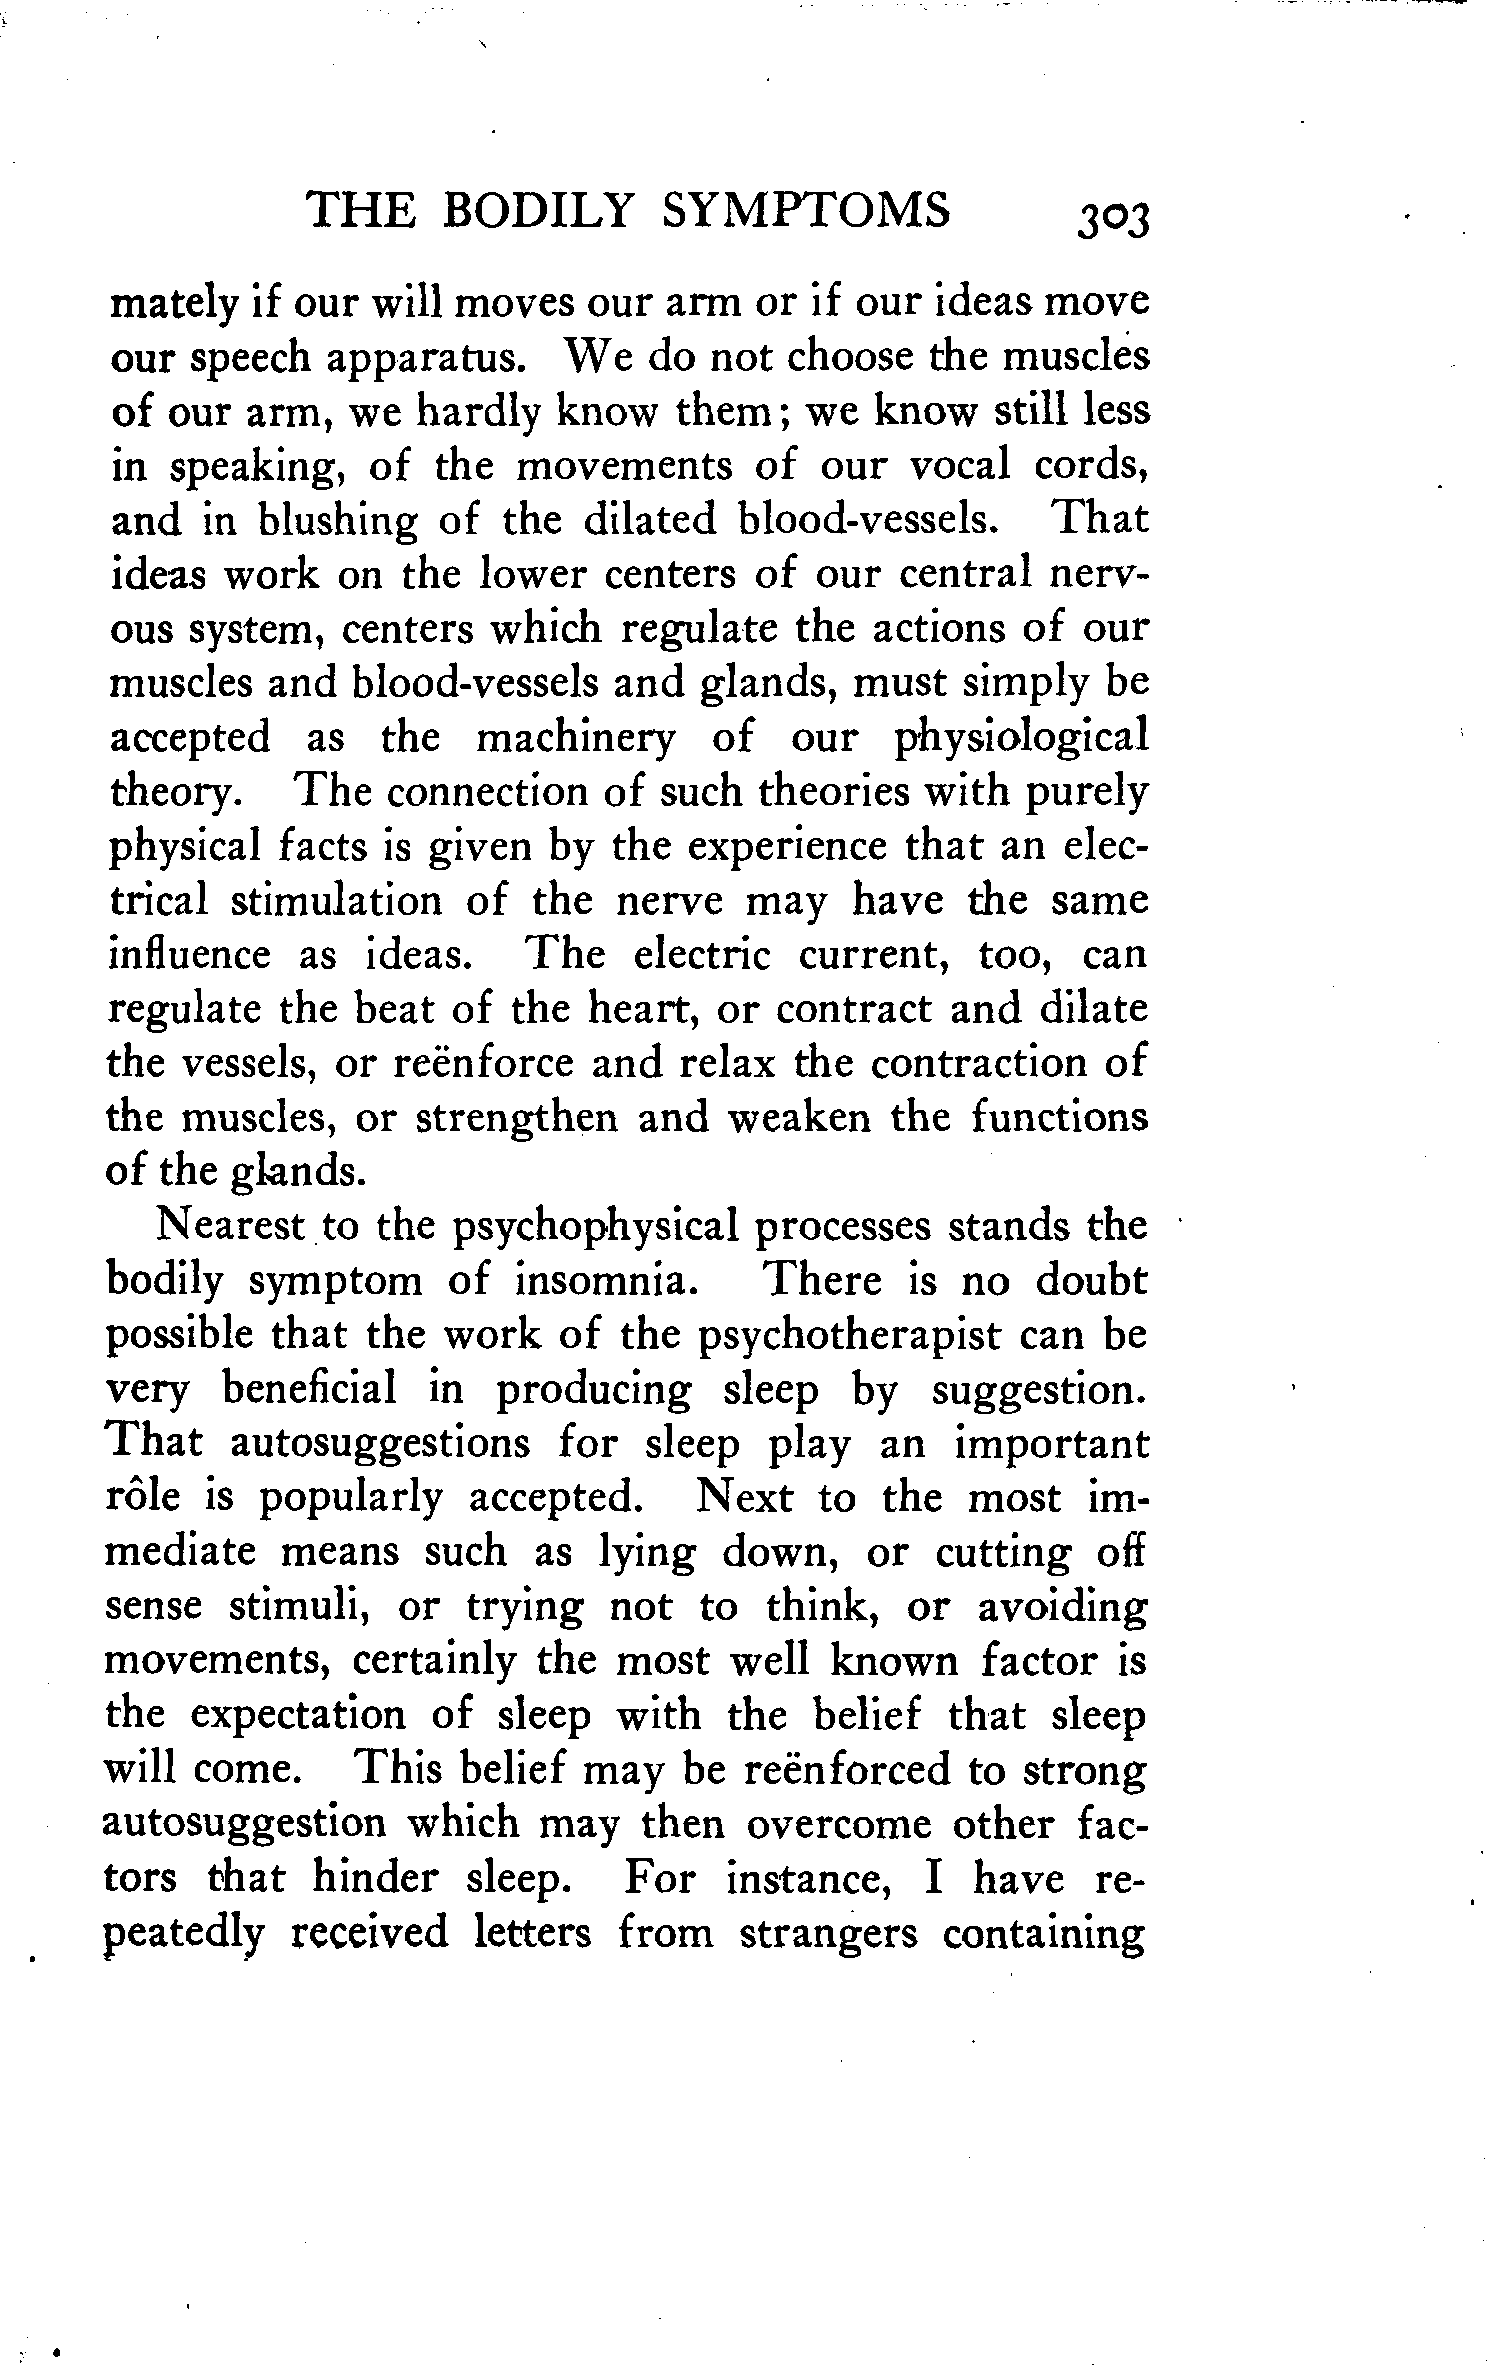 THE BODILY SYMPTOMS 303
mately if our will moves our arm or if our ideas move
our speech apparatus. We do not choose the muscles
of our arm, we hardly know them; we know still less
in speaking, of the movements of our vocal cords,
and in blushing of the dilated blood-vessels. That
ideas work on the lower centers of our central nerv-
ous system, centers which regulate the actions of our
muscles and blood-vessels and glands, must simply be
accepted as the machinery of our physiological
theory. The connection of such theories with purely
physical facts is given by the experience that an elec-
trical stimulation of the nerve may have the same
influence as ideas. The electric current, too, can
regulate the beat of the heart, or contract and dilate
the vessels, or reënforce and relax the contraction of
the muscles, or strengthen and weaken the functions
of the glands.
Nearest to the psychophysical processes stands the
bodily symptom of insomnia. There is no doubt
possible that the work of the psychotherapist can be
very beneficial in producing sleep by suggestion.
That autosuggestions for sleep play an important
rôle is popularly accepted. Next to the most im-
mediate means such as lying down, or cutting off
sense stimuli, or trying not to think, or avoiding
movements, certainly the most well known factor is
the expectation of sleep with the belief that sleep
will come. This belief may be reënforced to strong
autosuggestion which may then overcome other fac-
tors that hinder sleep. For instance, I have re-
peatedly received letters from strangers containing